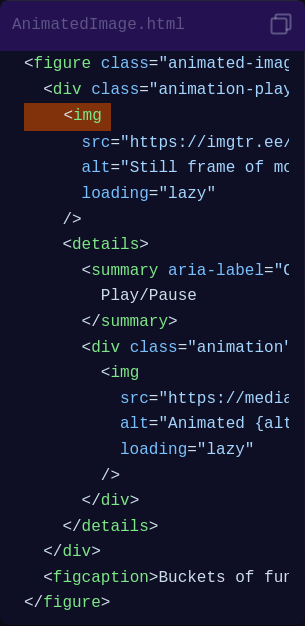 AnimatedImage.html
<figure class="animated-imag
<div class="animation-play
<img
src="https://imgtr.ee/
alt="Still frame of mo
loading="lazy"
/>
<details>
<summary aria-label="C
Play/Pause
</summary>
<div class="animation"
<img
src="https://media
alt="Animated {alt
loading="lazy"
/>
</div>
</details>
</div>
<figcaption>Buckets of fun
</figure>